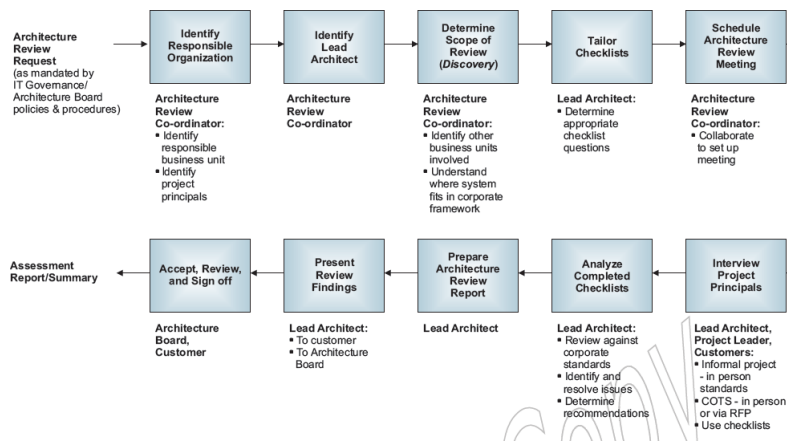 Architecture
Review
Request
(as mandated by
IT Governance/
Architecture Board
policies & procedures)
Identify
Responsible
Organization
Identify
Lead
Architect
Determine
Scope of
Review
(Discovery)
Tailor
Checklists
Schedule
Architecture
Review
Meeting
Architecture
Review
Co-ordinator:
▪ Identify
responsible
business unit
▪ Identify
project
principals
Architecture
Review
Co-ordinator
Architecture
Review
Co-ordinator:
▪ Identify other
business units
involved
▪ Understand
where system
fits in corporate
framework
Lead Architect:
▪ Determine
appropriate
checklist
questions
Architecture
Review
Co-ordinator:
▪ Collaborate
to set up
meeting
Assessment
Report/Summary
Accept, Review,
and Sign off
Present
Review
Findings
Prepare
Architecture
Review
Report
Analyze
Completed
Checklists
Interview
Project
Principals
Architecture
Board,
Customer
Lead Architect:
▪ To customer
▪ To Architecture
Board
Lead Architect
Lead Architect:
▪ Review against
corporate
standards
▪ Identify and
resolve issues
▪ Determine
recommendations
Lead Architect,
Project Leader,
Customers:
▪ Informal project
- in person
standards
▪ COTS - in person
or via RFP
▪ Use checklists
Copy